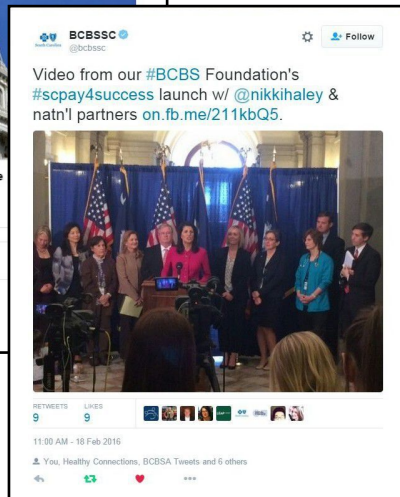 BCBSSC
@bcbssc
Follow
Video from our #BCBS Foundation's
#scpay4success launch w/ @nikkihaley &
natn'l partners on.fb.me/211kbQ5.
RETWEETS LIKES
9 9
11:00 AM - 18 Feb 2016
You, Healthy Connections, BCBSA Tweets and 6 others